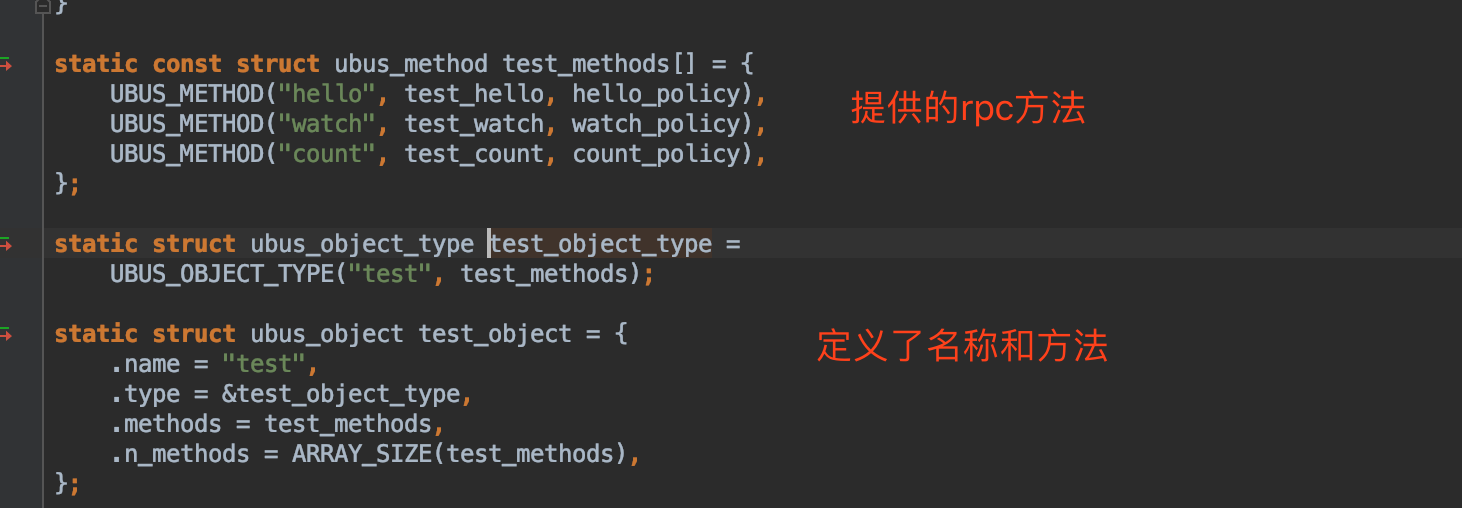 }
static const struct ubus_method test_methods[] = {
    UBUS_METHOD("hello", test_hello, hello_policy),
    UBUS_METHOD("watch", test_watch, watch_policy),
    UBUS_METHOD("count", test_count, count_policy),
};
提供的rpc方法
static struct ubus_object_type test_object_type =
    UBUS_OBJECT_TYPE("test", test_methods);
static struct ubus_object test_object = {
    .name = "test",
    .type = &test_object_type,
    .methods = test_methods,
    .n_methods = ARRAY_SIZE(test_methods),
};
定义了名称和方法